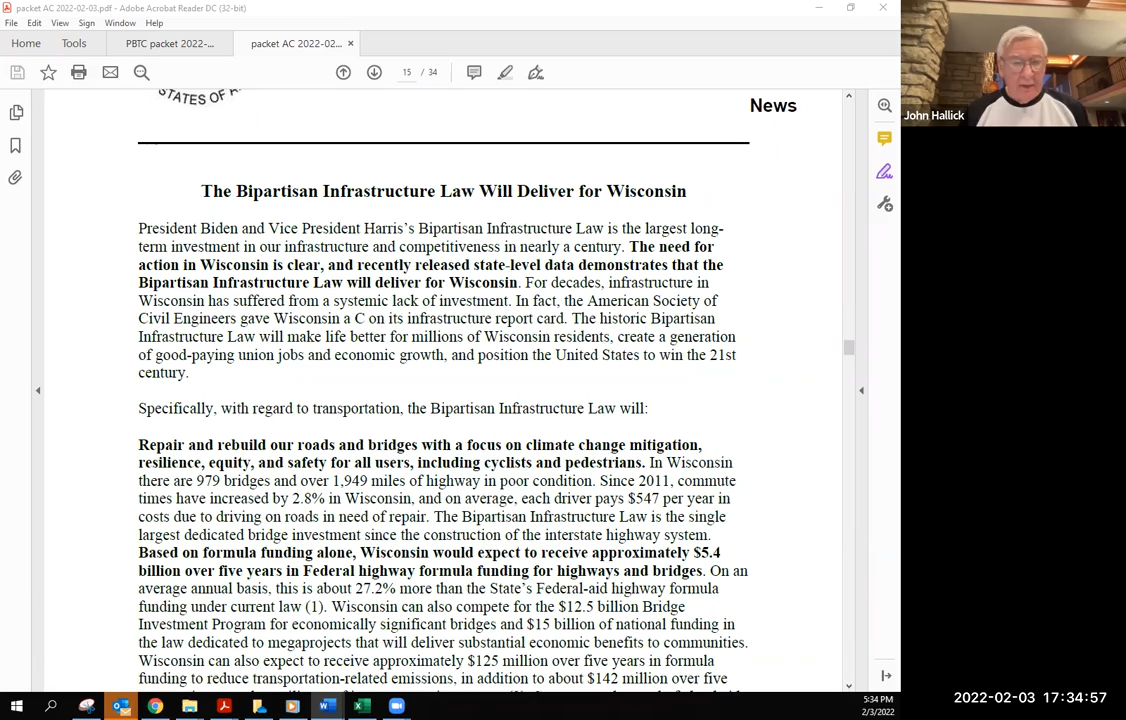 packet AC 2022-02-03.pdf - Adobe Acrobat Reader DC (32-bit)
File Edit View Sign Window Help
Home Tools PBTC packet 2022-... packet AC 2022-02... ×
15 / 34
STATES OF
News
The Bipartisan Infrastructure Law Will Deliver for Wisconsin
President Biden and Vice President Harris's Bipartisan Infrastructure Law is the largest long-
term investment in our infrastructure and competitiveness in nearly a century. The need for
action in Wisconsin is clear, and recently released state-level data demonstrates that the
Bipartisan Infrastructure Law will deliver for Wisconsin. For decades, infrastructure in
Wisconsin has suffered from a systemic lack of investment. In fact, the American Society of
Civil Engineers gave Wisconsin a C on its infrastructure report card. The historic Bipartisan
Infrastructure Law will make life better for millions of Wisconsin residents, create a generation
of good-paying union jobs and economic growth, and position the United States to win the 21st
century.
Specifically, with regard to transportation, the Bipartisan Infrastructure Law will:
Repair and rebuild our roads and bridges with a focus on climate change mitigation,
resilience, equity, and safety for all users, including cyclists and pedestrians. In Wisconsin
there are 979 bridges and over 1,949 miles of highway in poor condition. Since 2011, commute
times have increased by 2.8% in Wisconsin, and on average, each driver pays $547 per year in
costs due to driving on roads in need of repair. The Bipartisan Infrastructure Law is the single
largest dedicated bridge investment since the construction of the interstate highway system.
Based on formula funding alone, Wisconsin would expect to receive approximately $5.4
billion over five years in Federal highway formula funding for highways and bridges. On an
average annual basis, this is about 27.2% more than the State's Federal-aid highway formula
funding under current law (1). Wisconsin can also compete for the $12.5 billion Bridge
Investment Program for economically significant bridges and $15 billion of national funding in
the law dedicated to megaprojects that will deliver substantial economic benefits to communities.
Wisconsin can also expect to receive approximately $125 million over five years in formula
funding to reduce transportation-related emissions, in addition to about $142 million over five
John Hallick
5:34 PM
2/3/2022
2022-02-03 17:34:57